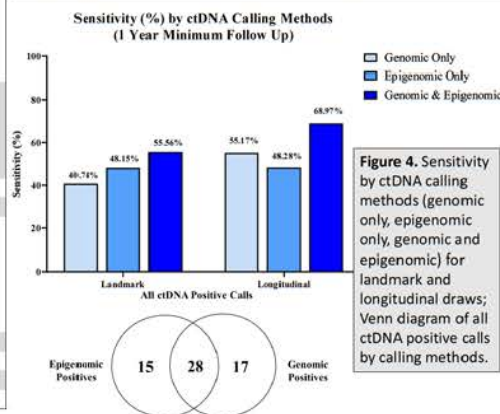 Sensitivity (%) by ctDNA Calling Methods
(1 Year Minimum Follow Up)
Sensitivity (%)
100
80
60
40
20
0
40.74%
48.15%
55.56%
55.17%
48.28%
68.97%
Landmark
Longitudinal
All ctDNA Positive Calls
Genomic Only
Epigenomic Only
Genomic & Epigenomic
Epigenomic
Positives
15
28
17
Genomic
Positives
Figure 4. Sensitivity
by ctDNA calling
methods (genomic
only, epigenomic
only, genomic and
epigenomic) for
landmark and
longitudinal draws;
Venn diagram of all
ctDNA positive calls
by calling methods.